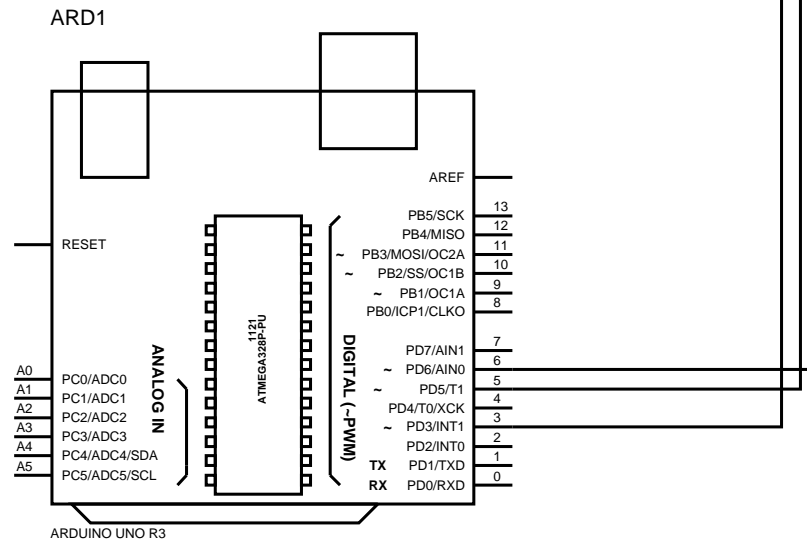 ARD1
AREF
PB5/SCK 13
PB4/MISO 12
RESET
~ PB3/MOSI/OC2A 11
~ PB2/SS/OC1B 10
~ PB1/OC1A 9
PB0/ICP1/CLKO 8
1121
ATMEGA328P-PU
DIGITAL (~PWM)
ANALOG IN
PD7/AIN1 7
~ PD6/AIN0 6
~ PD5/T1 5
PD4/T0/XCK 4
~ PD3/INT1 3
PD2/INT0 2
TX PD1/TXD 1
RX PD0/RXD 0
A0 PC0/ADC0
A1 PC1/ADC1
A2 PC2/ADC2
A3 PC3/ADC3
A4 PC4/ADC4/SDA
A5 PC5/ADC5/SCL
ARDUINO UNO R3